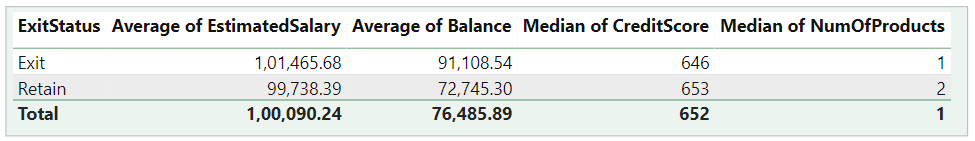 ExitStatus Average of EstimatedSalary Average of Balance Median of CreditScore Median of NumOfProducts
Exit 1,01,465.68 91,108.54 646 1
Retain 99,738.39 72,745.30 653 2
Total 1,00,090.24 76,485.89 652 1